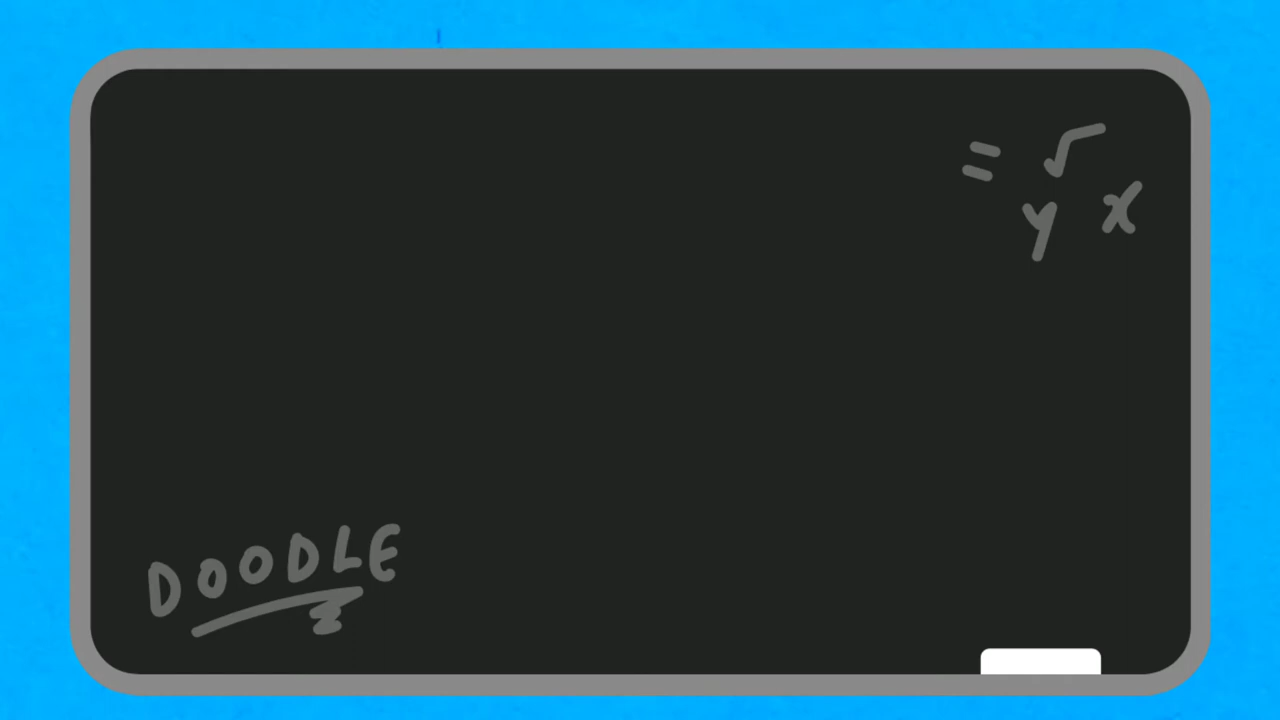 = √
y x
DOODLE